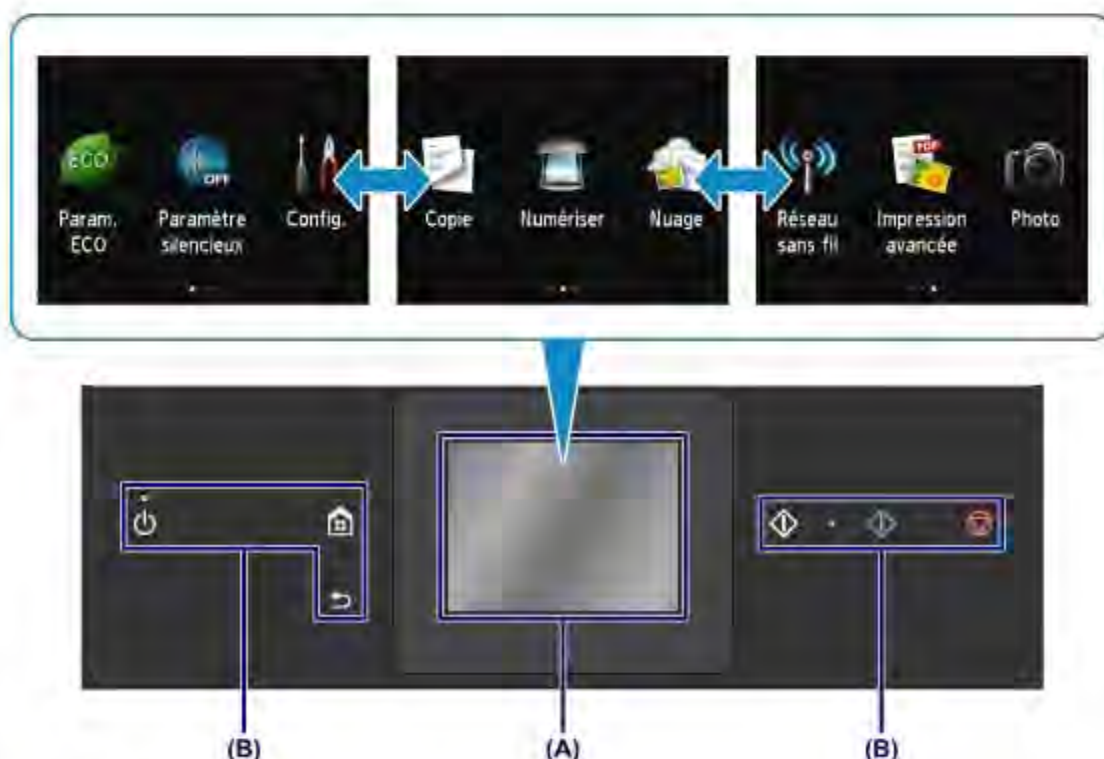 ECO
OFF
PDF
Param.
ECO
Paramètre
silencieux
Config.
Copie
Numériser
Nuage
Réseau
sans fil
Impression
avancée
Photo
(B)
(A)
(B)